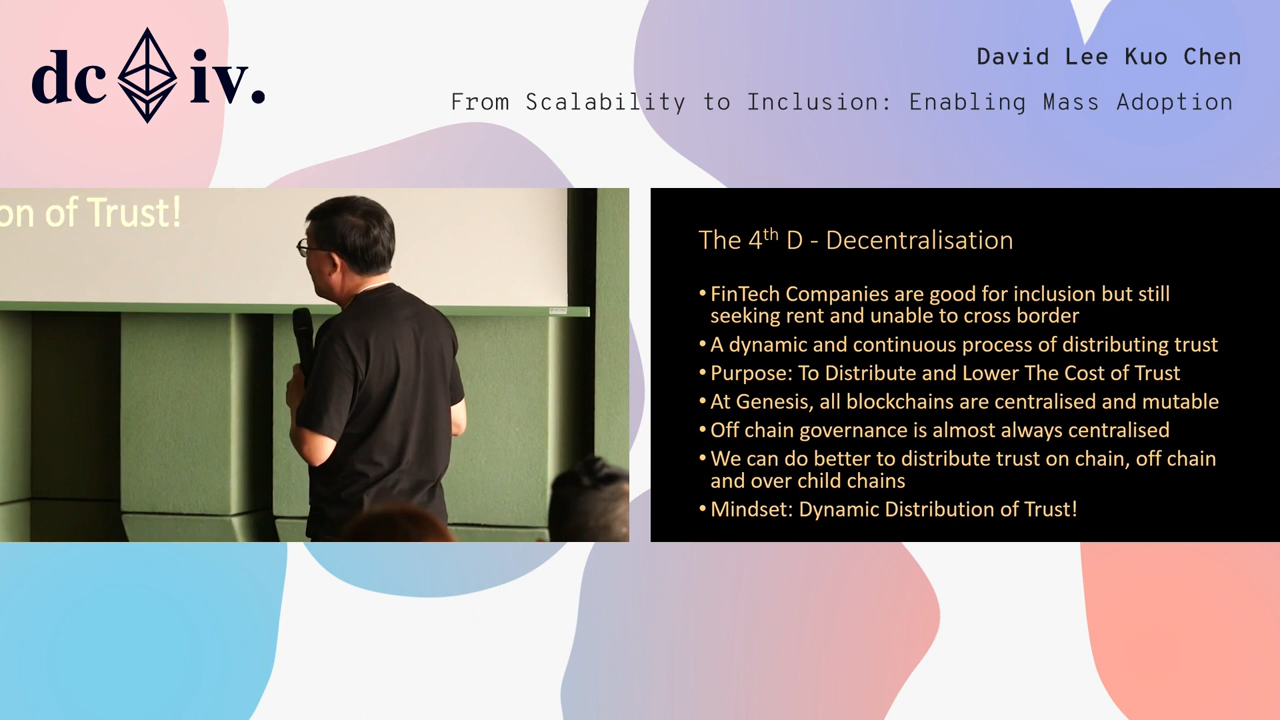 dc iv.
David Lee Kuo Chen
From Scalability to Inclusion: Enabling Mass Adoption
on of Trust!
The 4th D - Decentralisation
• FinTech Companies are good for inclusion but still
seeking rent and unable to cross border
• A dynamic and continuous process of distributing trust
• Purpose: To Distribute and Lower The Cost of Trust
• At Genesis, all blockchains are centralised and mutable
• Off chain governance is almost always centralised
• We can do better to distribute trust on chain, off chain
and over child chains
• Mindset: Dynamic Distribution of Trust!